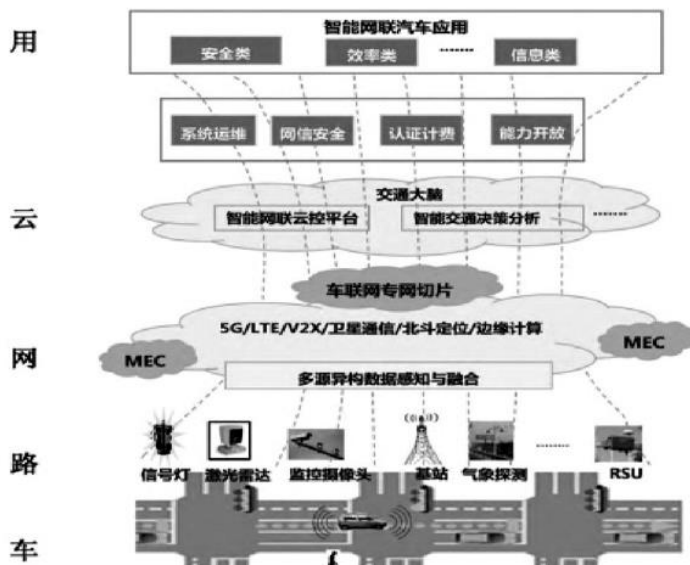 用
智能网联汽车应用
安全类 效率类 ........ 信息类
系统运维 网信安全 认证计费 能力开放
云
交通大脑
智能网联云控平台 智能交通决策分析 ........
车联网专网切片
5G/LTE/V2X/卫星通信/北斗定位/边缘计算
网
MEC MEC
多源异构数据感知与融合
路
信号灯 激光雷达 监控摄像头 基站 气象探测 ........ RSU
车